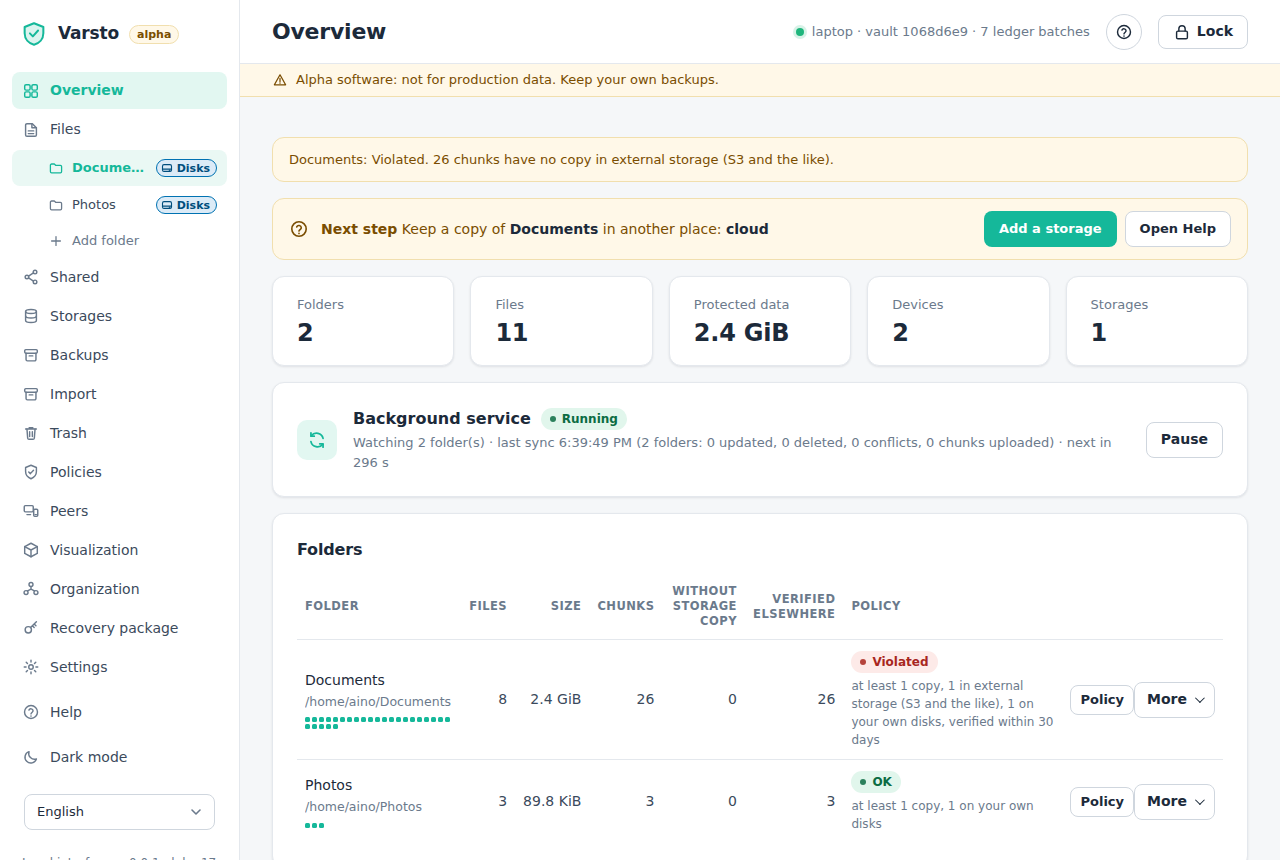 Varsto alpha
Overview
Files
Docume... Disks
Photos Disks
Add folder
Shared
Storages
Backups
Import
Trash
Policies
Peers
Visualization
Organization
Recovery package
Settings
Help
Dark mode
English
Overview
laptop · vault 1068d6e9 · 7 ledger batches
Lock
Alpha software: not for production data. Keep your own backups.
Documents: Violated. 26 chunks have no copy in external storage (S3 and the like).
Next step Keep a copy of Documents in another place: cloud
Add a storage
Open Help
Folders
2
Files
11
Protected data
2.4 GiB
Devices
2
Storages
1
Background service Running
Watching 2 folder(s) · last sync 6:39:49 PM (2 folders: 0 updated, 0 deleted, 0 conflicts, 0 chunks uploaded) · next in
296 s
Pause
Folders
FOLDER FILES SIZE CHUNKS WITHOUT STORAGE COPY VERIFIED ELSEWHERE POLICY
Documents
/home/aino/Documents
8 2.4 GiB 26 0 26
Violated
at least 1 copy, 1 in external
storage (S3 and the like), 1 on
your own disks, verified within 30
days
Policy More
Photos
/home/aino/Photos
3 89.8 KiB 3 0 3
OK
at least 1 copy, 1 on your own
disks
Policy More